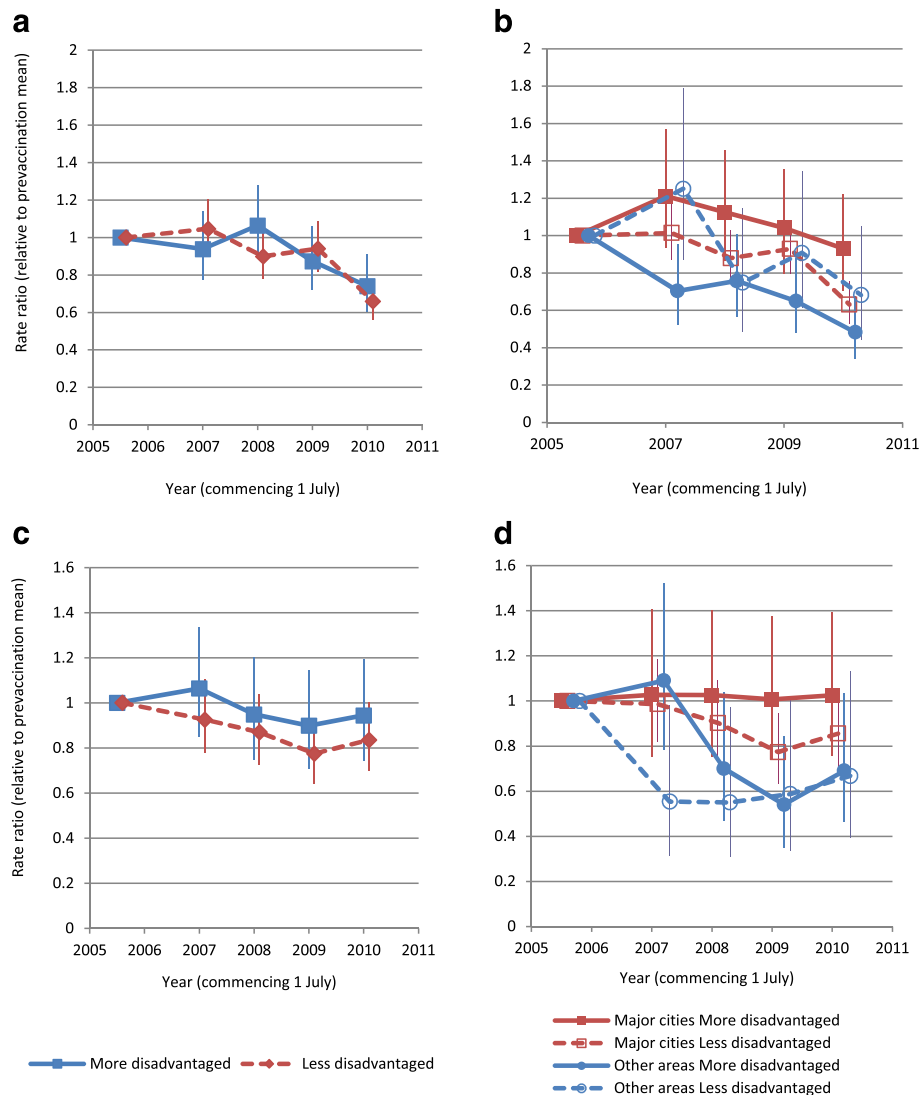 a
Rate ratio (relative to prevaccination mean)
2
1.8
1.6
1.4
1.2
1
0.8
0.6
0.4
0.2
0
2005 2006 2007 2008 2009 2010 2011
Year (commencing 1 July)
b
2
1.8
1.6
1.4
1.2
1
0.8
0.6
0.4
0.2
0
2005 2007 2009 2011
Year (commencing 1 July)
c
Rate ratio (relative to prevaccination mean)
1.6
1.4
1.2
1
0.8
0.6
0.4
0.2
0
2005 2006 2007 2008 2009 2010 2011
Year (commencing 1 July)
More disadvantaged Less disadvantaged
d
1.6
1.4
1.2
1
0.8
0.6
0.4
0.2
0
2005 2006 2007 2008 2009 2010 2011
Year (commencing 1 July)
Major cities More disadvantaged
Major cities Less disadvantaged
Other areas More disadvantaged
Other areas Less disadvantaged